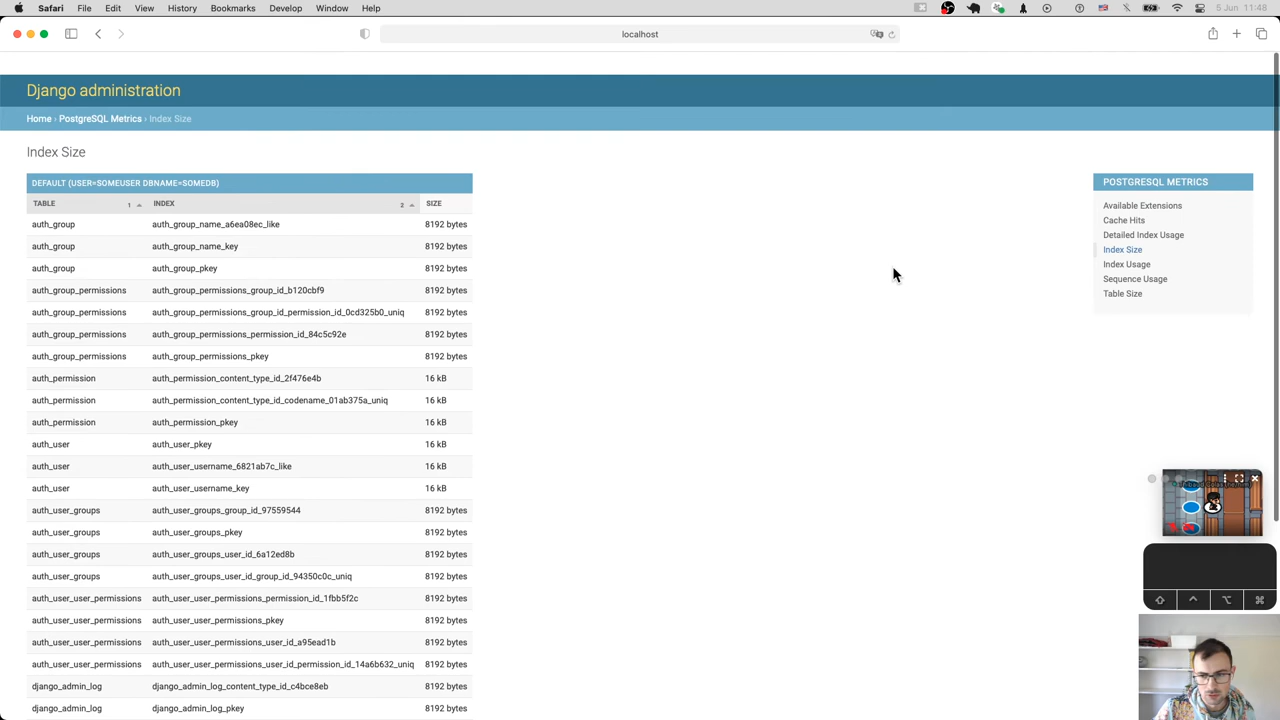 Safari File Edit View History Bookmarks Develop Window Help 5 Jun 11:48
localhost
Django administration
Home › PostgreSQL Metrics › Index Size
Index Size
DEFAULT (USER=SOMEUSER DBNAME=SOMEDB)
TABLE 1 INDEX 2 SIZE
auth_group auth_group_name_a6ea08ec_like 8192 bytes
auth_group auth_group_name_key 8192 bytes
auth_group auth_group_pkey 8192 bytes
auth_group_permissions auth_group_permissions_group_id_b120cbf9 8192 bytes
auth_group_permissions auth_group_permissions_group_id_permission_id_0cd325b0_uniq 8192 bytes
auth_group_permissions auth_group_permissions_permission_id_84c5c92e 8192 bytes
auth_group_permissions auth_group_permissions_pkey 8192 bytes
auth_permission auth_permission_content_type_id_2f476e4b 16 kB
auth_permission auth_permission_content_type_id_codename_01ab375a_uniq 16 kB
auth_permission auth_permission_pkey 16 kB
auth_user auth_user_pkey 16 kB
auth_user auth_user_username_6821ab7c_like 16 kB
auth_user auth_user_username_key 16 kB
auth_user_groups auth_user_groups_group_id_97559544 8192 bytes
auth_user_groups auth_user_groups_pkey 8192 bytes
auth_user_groups auth_user_groups_user_id_6a12ed8b 8192 bytes
auth_user_groups auth_user_groups_user_id_group_id_94350c0c_uniq 8192 bytes
auth_user_user_permissions auth_user_user_permissions_permission_id_1fbb5f2c 8192 bytes
auth_user_user_permissions auth_user_user_permissions_pkey 8192 bytes
auth_user_user_permissions auth_user_user_permissions_user_id_a95ead1b 8192 bytes
auth_user_user_permissions auth_user_user_permissions_user_id_permission_id_14a6b632_uniq 8192 bytes
django_admin_log django_admin_log_content_type_id_c4bce8eb 8192 bytes
django_admin_log django_admin_log_pkey 8192 bytes
POSTGRESQL METRICS
Available Extensions
Cache Hits
Detailed Index Usage
Index Size
Index Usage
Sequence Usage
Table Size